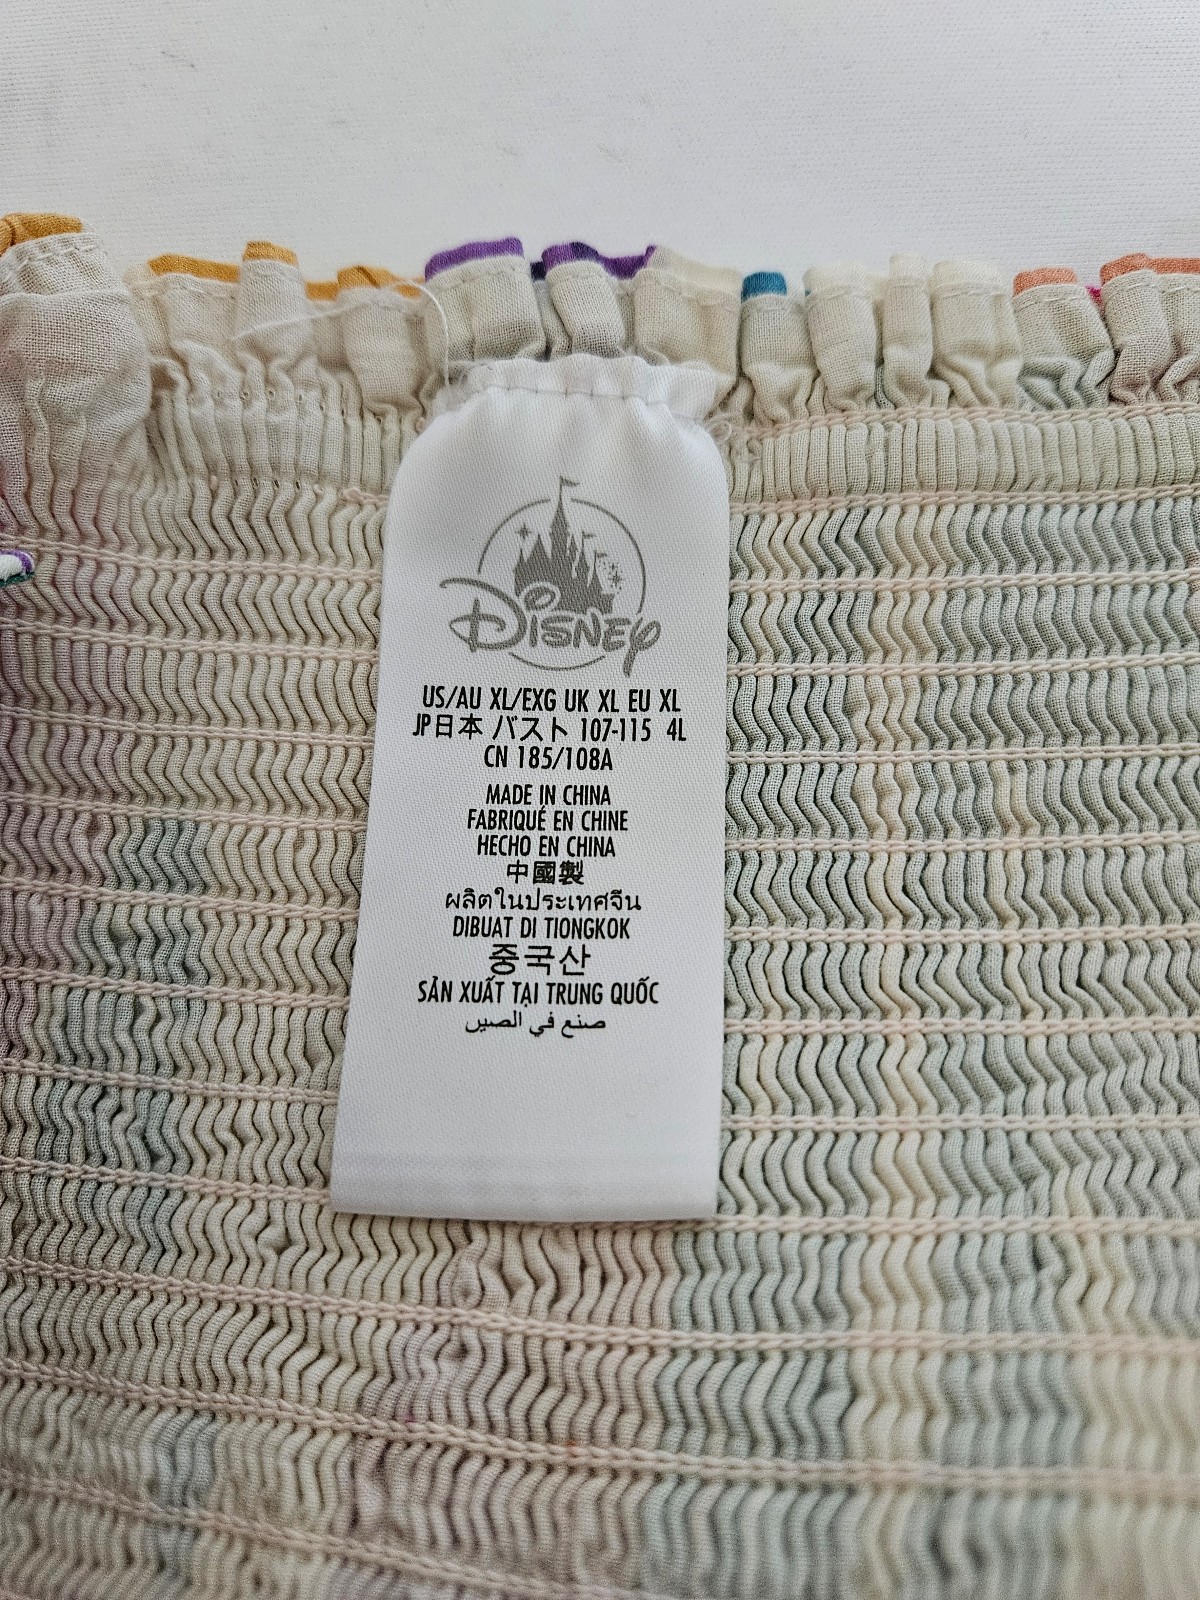 DISNEY
US/AU XL/EXG UK XL EU XL
JP日本 バスト 107-115 4L
CN 185/108A
MADE IN CHINA
FABRIQUÉ EN CHINE
HECHO EN CHINA
中國製
ผลิตในประเทศจีน
DIBUAT DI TIONGKOK
중국산
SẢN XUẤT TẠI TRUNG QUỐC
صنع في الصين